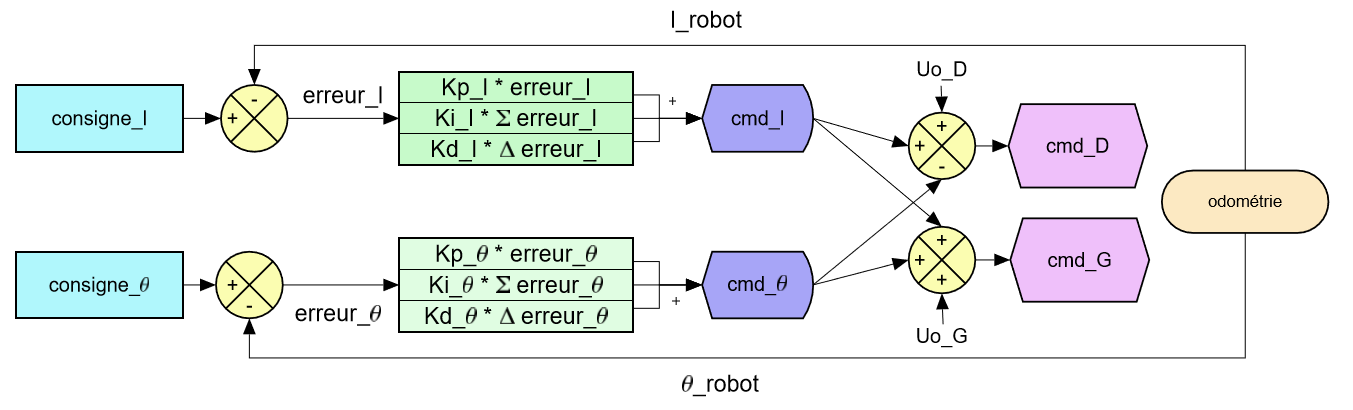 l_robot
Uo_D
consigne_l
-
+
erreur_l
Kp_l * erreur_l
Ki_l * Σ erreur_l
Kd_l * Δ erreur_l
+
cmd_l
+
+
-
cmd_D
odométrie
consigne_θ
+
-
erreur_θ
Kp_θ * erreur_θ
Ki_θ * Σ erreur_θ
Kd_θ * Δ erreur_θ
+
cmd_θ
+
+
+
cmd_G
Uo_G
θ_robot